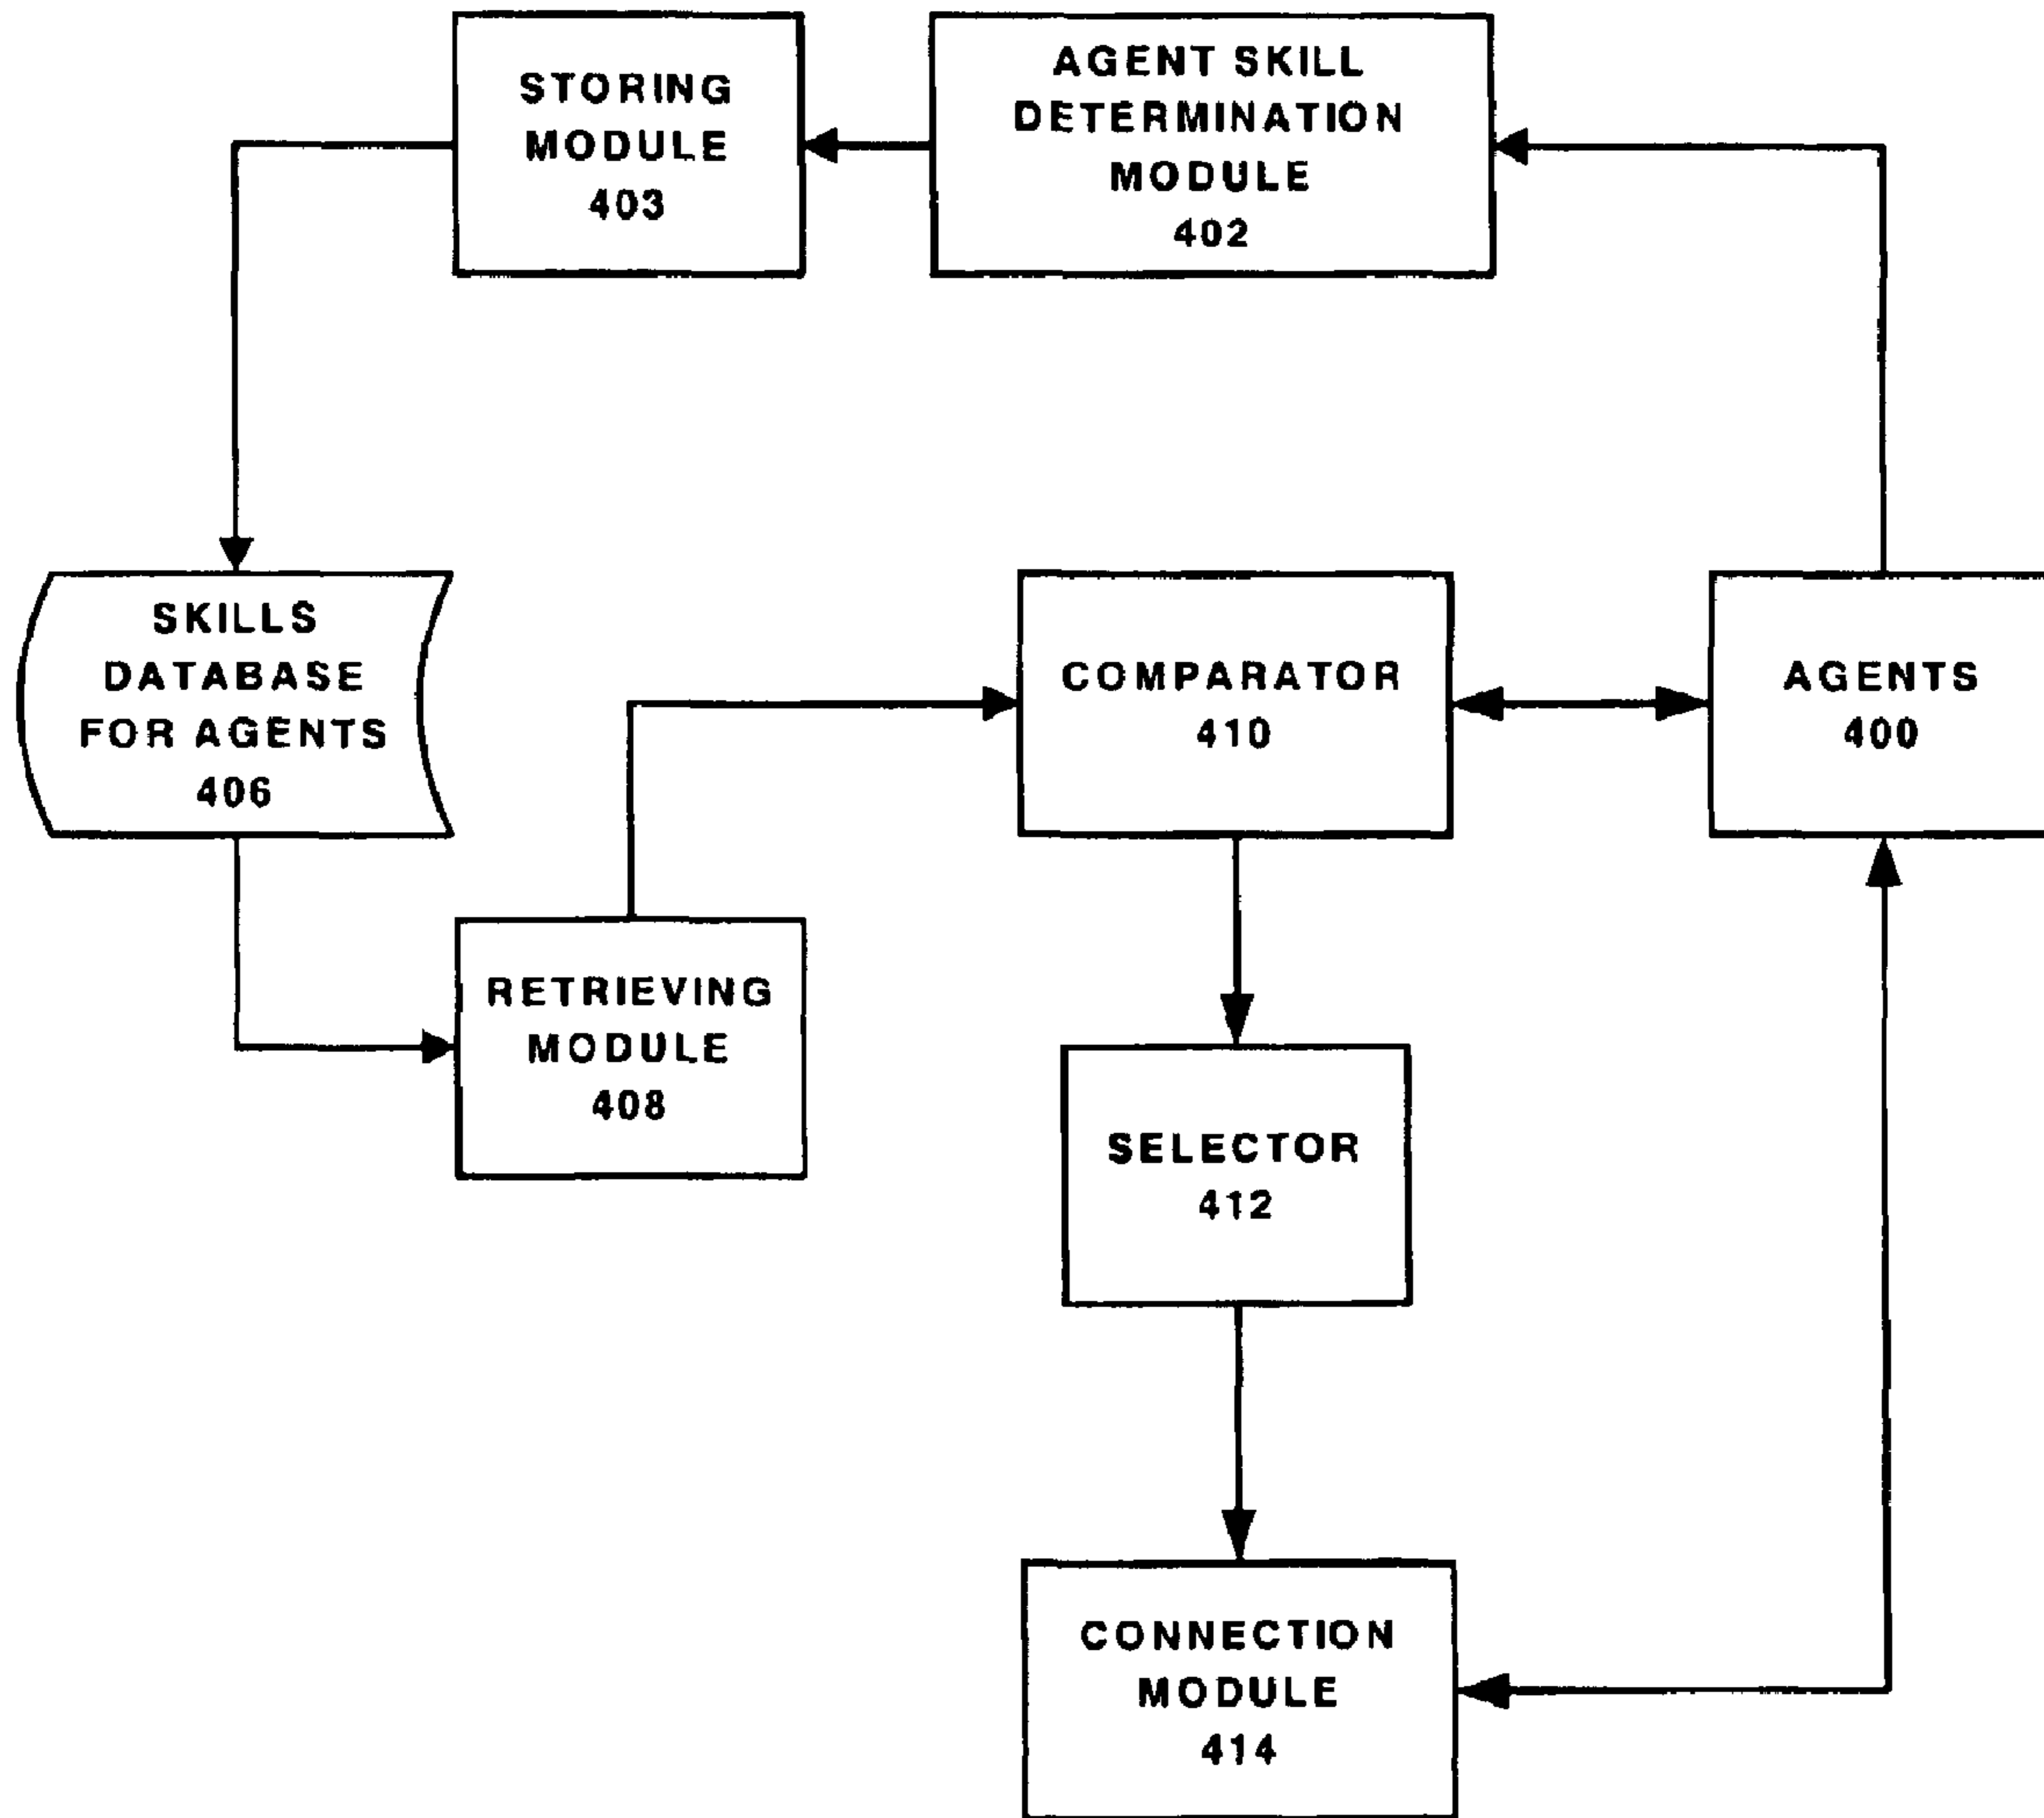 STORING
MODULE
403
AGENT SKILL
DETERMINATION
MODULE
402
SKILLS
DATABASE
FOR AGENTS
406
COMPARATOR
410
AGENTS
400
RETRIEVING
MODULE
408
SELECTOR
412
CONNECTION
MODULE
414